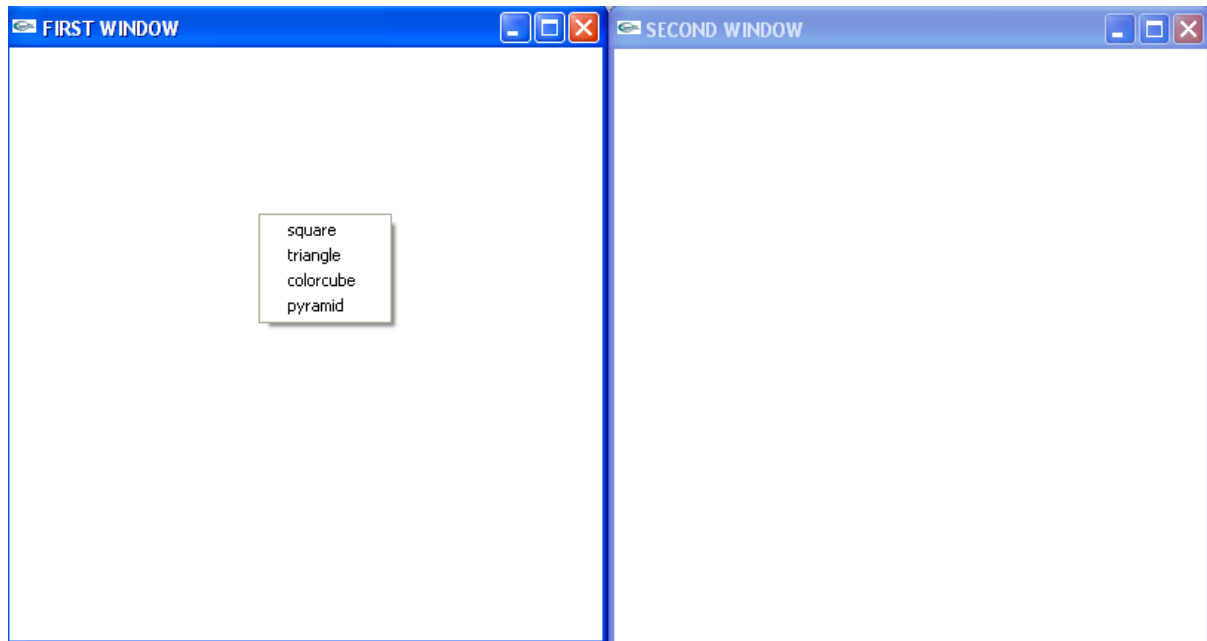 FIRST WINDOW
SECOND WINDOW
square
triangle
colorcube
pyramid